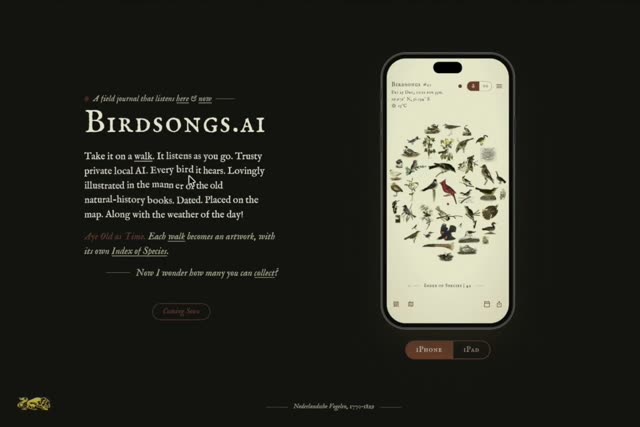 A field journal that listens here & now
Birdsongs.ai
Take it on a walk. It listens as you go. Trusty
private local AI. Every bird it hears. Lovingly
illustrated in the manner of the old
natural-history books. Dated. Placed on the
map. Along with the weather of the day!
Aye Old as Time. Each walk becomes an artwork, with
its own Index of Species.
Now I wonder how many you can collect?
Coming Soon
Birdsongs
Index of Species | 42
iPhone iPad
Nederlandsche Vogelen, 1770-1829